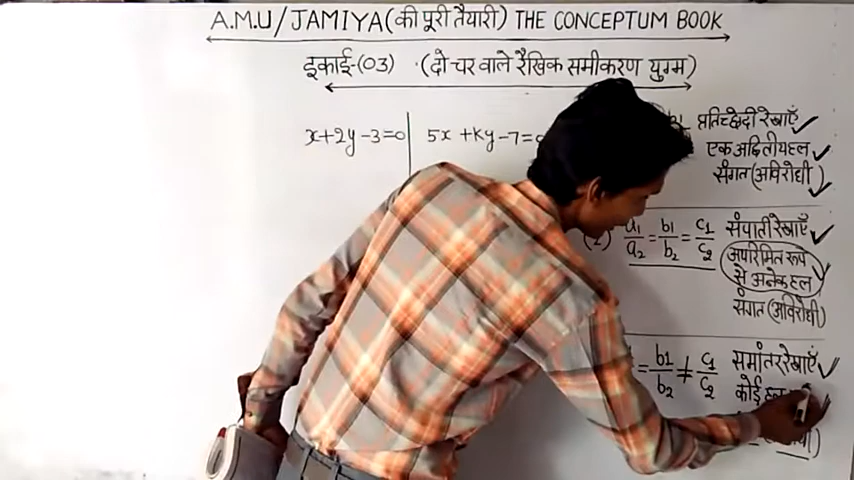 A.M.U/JAMIYA(की पूरी तैयारी) THE CONCEPTUM BOOK
इकाई-(03) (दो चर वाले रैखिक समीकरण युग्म)
x+2y-3=0 5x+ky-7=0
प्रतिच्छेदी रेखाएँ
एक अद्वितीय हल
संगत (अविरोधी)
(2) a₁/a₂=b₁/b₂=c₁/c₂ संपाती रेखाएँ
अपरिमित रूप
से अनेक हल
संगत (अविरोधी)
= b₁/b₂ ≠ c₁/c₂ समांतर रेखाएँ
कोई हल